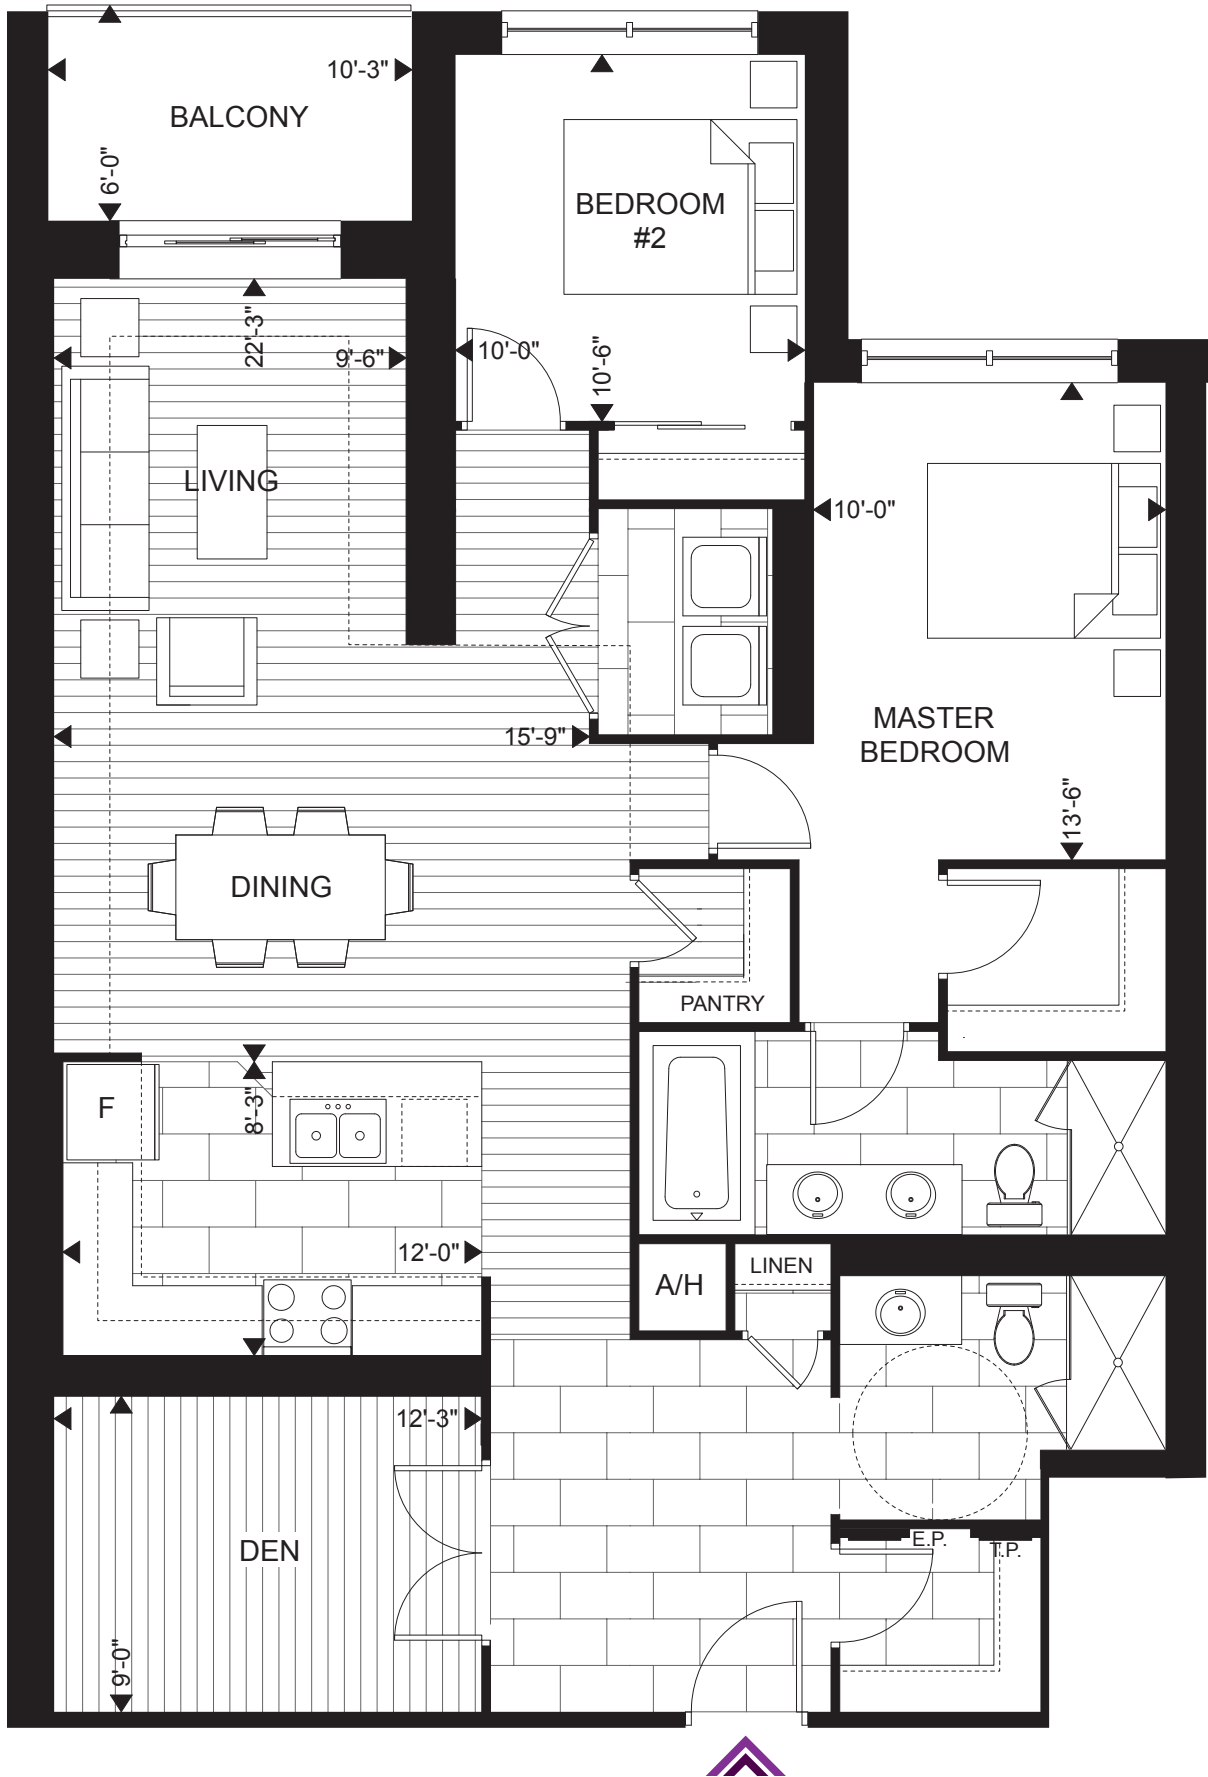 10'-3"
BALCONY
6'-0"
BEDROOM
#2
22'-3"
9'-6"
10'-0"
10'-6"
LIVING
10'-0"
15'-9"
MASTER
BEDROOM
13'-6"
DINING
PANTRY
F
8'-3"
12'-0"
A/H
LINEN
12'-3"
DEN
E.P.
T.P.
9'-0"